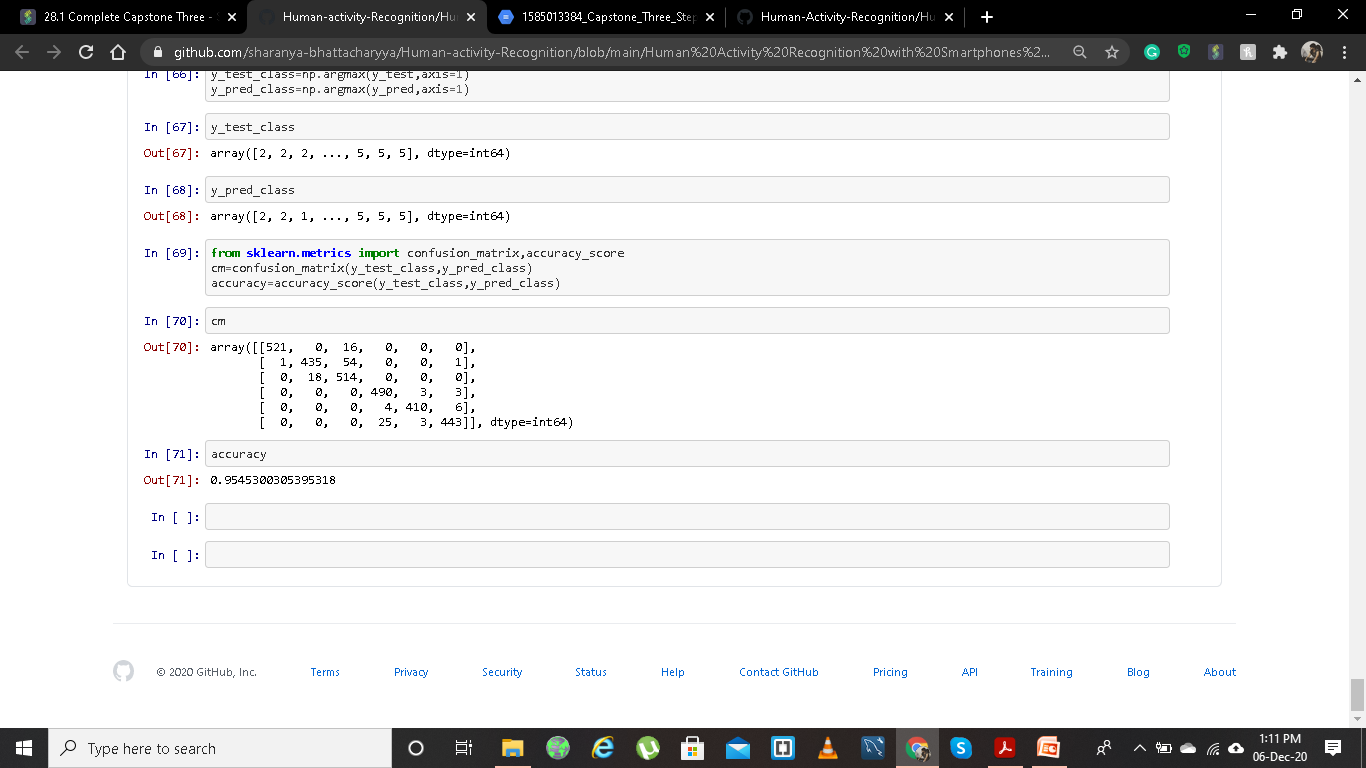 28.1 Complete Capstone Three -
Human-activity-Recognition/Hu
1585013384_Capstone_Three_Step
Human-Activity-Recognition/Hu
github.com/sharanya-bhattacharyya/Human-activity-Recognition/blob/main/Human%20Activity%20Recognition%20with%20Smartphones%2...
In [66]: y_test_class=np.argmax(y_test,axis=1)
y_pred_class=np.argmax(y_pred,axis=1)
In [67]: y_test_class
Out[67]: array([2, 2, 2, ..., 5, 5, 5], dtype=int64)
In [68]: y_pred_class
Out[68]: array([2, 2, 1, ..., 5, 5, 5], dtype=int64)
In [69]: from sklearn.metrics import confusion_matrix,accuracy_score
cm=confusion_matrix(y_test_class,y_pred_class)
accuracy=accuracy_score(y_test_class,y_pred_class)
In [70]: cm
Out[70]: array([[521, 0, 16, 0, 0, 0],
[ 1, 435, 54, 0, 0, 1],
[ 0, 18, 514, 0, 0, 0],
[ 0, 0, 0, 490, 3, 3],
[ 0, 0, 0, 4, 410, 6],
[ 0, 0, 0, 25, 3, 443]], dtype=int64)
In [71]: accuracy
Out[71]: 0.9545300305395318
In [ ]:
In [ ]:
© 2020 GitHub, Inc. Terms Privacy Security Status Help Contact GitHub Pricing API Training Blog About
Type here to search
1:11 PM
06-Dec-20